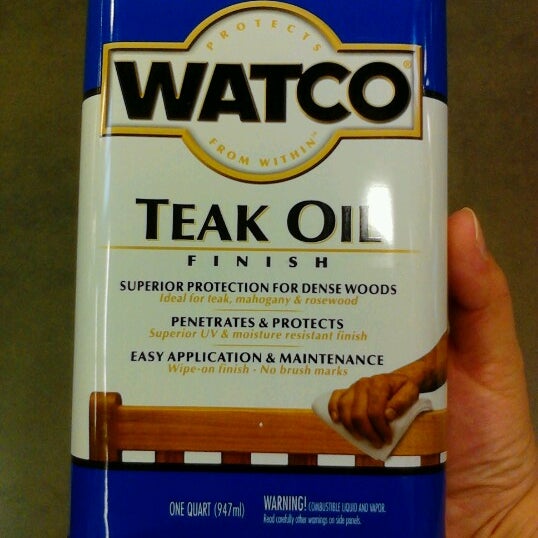 PROTECTS
WATCO®
FROM WITHIN™
TEAK OIL
FINISH
SUPERIOR PROTECTION FOR DENSE WOODS
Ideal for teak, mahogany & rosewood
PENETRATES & PROTECTS
Superior UV & moisture resistant finish
EASY APPLICATION & MAINTENANCE
Wipe-on finish - No brush marks
ONE QUART (947ml)
WARNING! COMBUSTIBLE LIQUID AND VAPOR.
Read carefully other warnings on side panels.